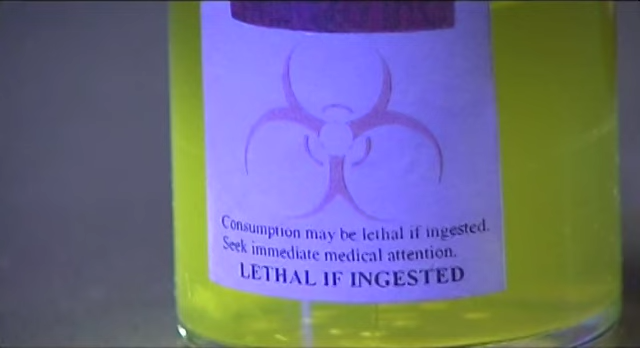 Consumption may be lethal if ingested.
Seek immediate medical attention.
LETHAL IF INGESTED